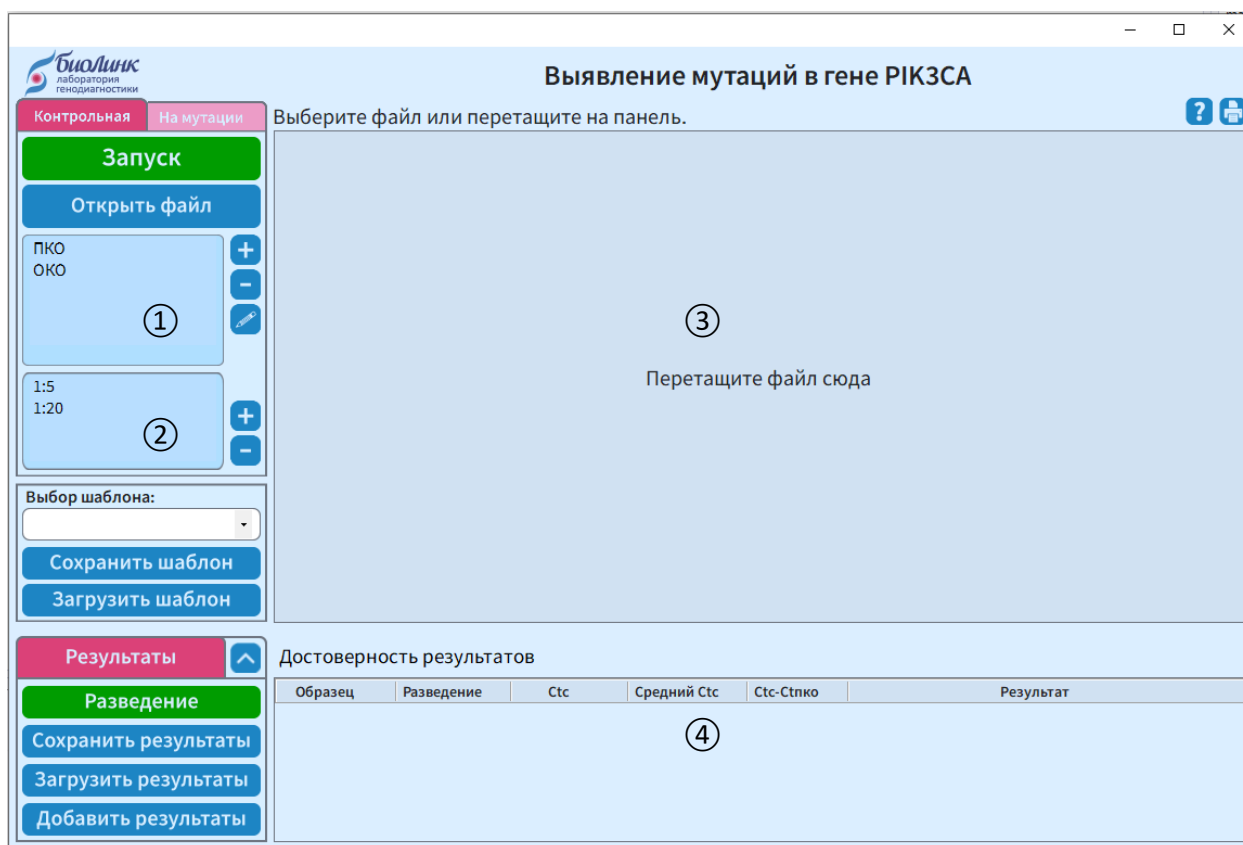 БиоЛинк
лаборатория
генодиагностики
Выявление мутаций в гене PIK3CA
Контрольная
На мутации
Выберите файл или перетащите на панель.
?
Запуск
Открыть файл
ПКО
ОКО
①
+
-
1:5
1:20
②
+
-
③
Перетащите файл сюда
Выбор шаблона:
Сохранить шаблон
Загрузить шаблон
Результаты
Достоверность результатов
Разведение
Сохранить результаты
Загрузить результаты
Добавить результаты
Образец Разведение Ctc Средний Ctc Ctc-Ctпко Результат
④